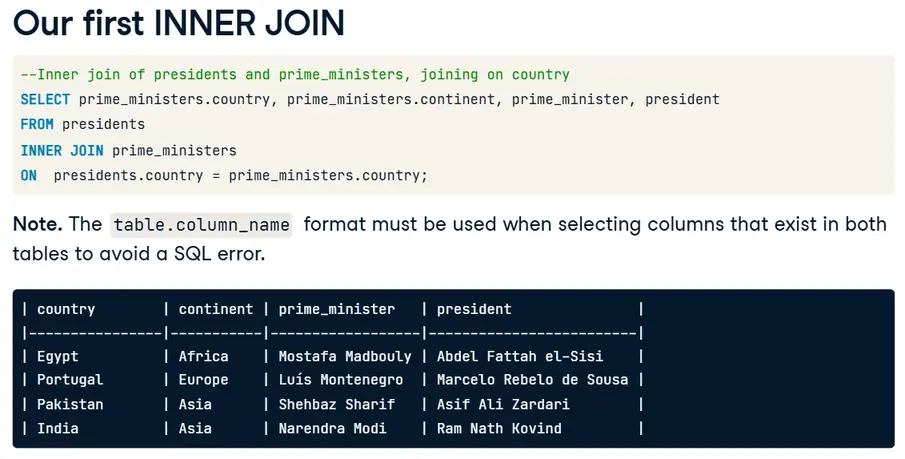 Our first INNER JOIN
--Inner join of presidents and prime_ministers, joining on country
SELECT prime_ministers.country, prime_ministers.continent, prime_minister, president
FROM presidents
INNER JOIN prime_ministers
ON  presidents.country = prime_ministers.country;
Note. The table.column_name format must be used when selecting columns that exist in both
tables to avoid a SQL error.
| country        | continent | prime_minister   | president               |
|----------------|-----------|------------------|-------------------------|
| Egypt          | Africa    | Mostafa Madbouly | Abdel Fattah el-Sisi    |
| Portugal       | Europe    | Luís Montenegro  | Marcelo Rebelo de Sousa |
| Pakistan       | Asia      | Shehbaz Sharif   | Asif Ali Zardari        |
| India          | Asia      | Narendra Modi    | Ram Nath Kovind         |